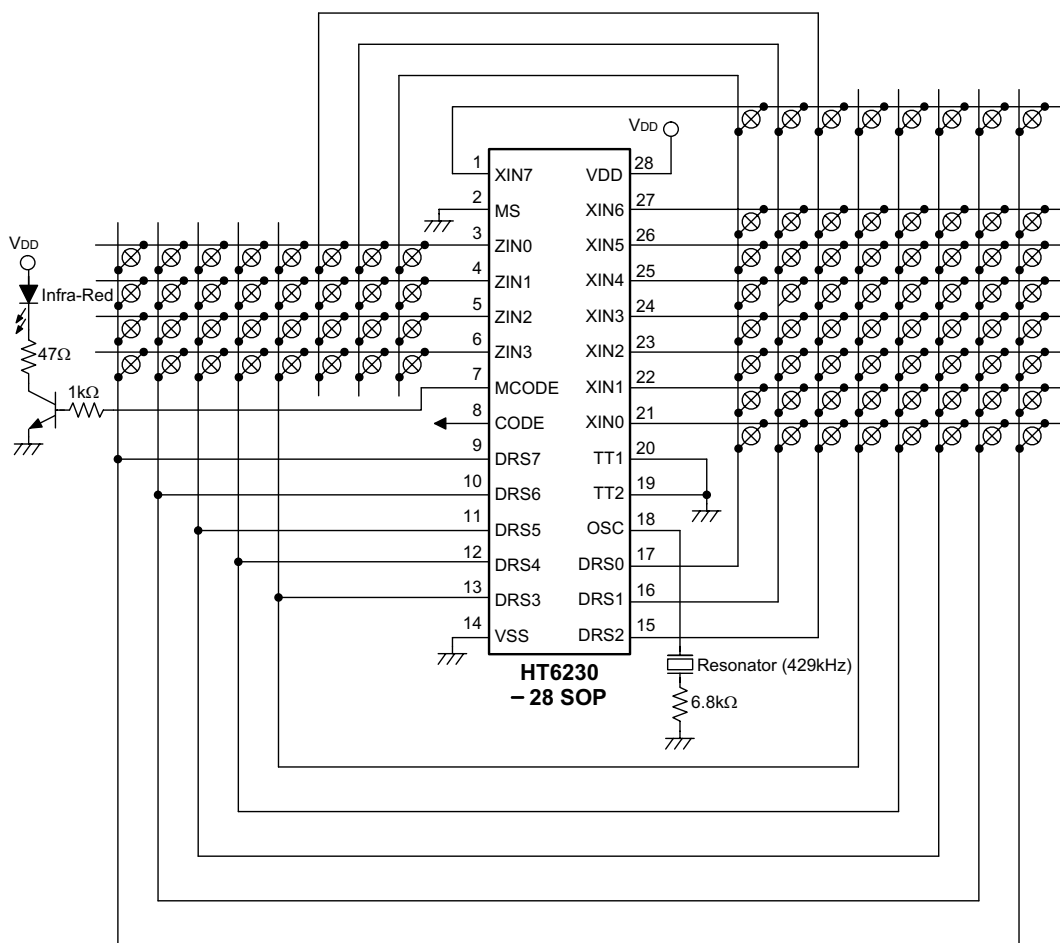 VDD
1
XIN7
VDD
28
2
MS
XIN6
27
3
ZIN0
XIN5
26
VDD
4
ZIN1
XIN4
25
Infra-Red
5
ZIN2
XIN3
24
6
ZIN3
XIN2
23
47Ω
7
MCODE
XIN1
22
1kΩ
8
CODE
XIN0
21
9
DRS7
TT1
20
10
DRS6
TT2
19
11
DRS5
OSC
18
12
DRS4
DRS0
17
13
DRS3
DRS1
16
14
VSS
DRS2
15
Resonator (429kHz)
6.8kΩ
HT6230
– 28 SOP